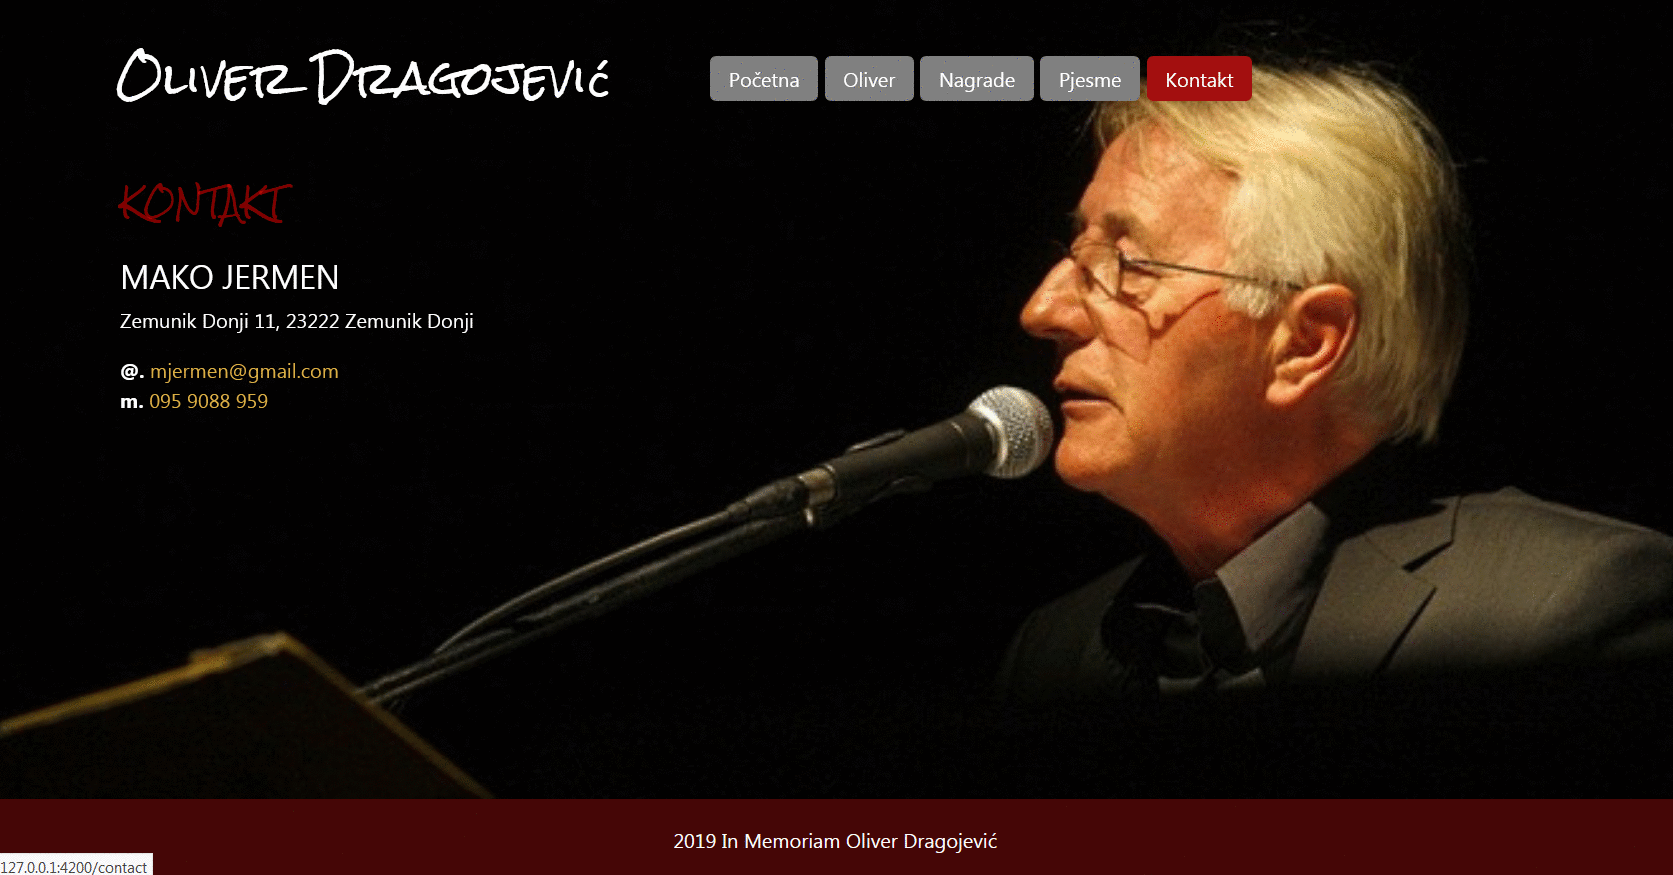 Oliver Dragojević
Početna Oliver Nagrade Pjesme Kontakt
KONTAKT
MAKO JERMEN
Zemunik Donji 11, 23222 Zemunik Donji
@. mjermen@gmail.com
m. 095 9088 959
2019 In Memoriam Oliver Dragojević
127.0.0.1:4200/contact